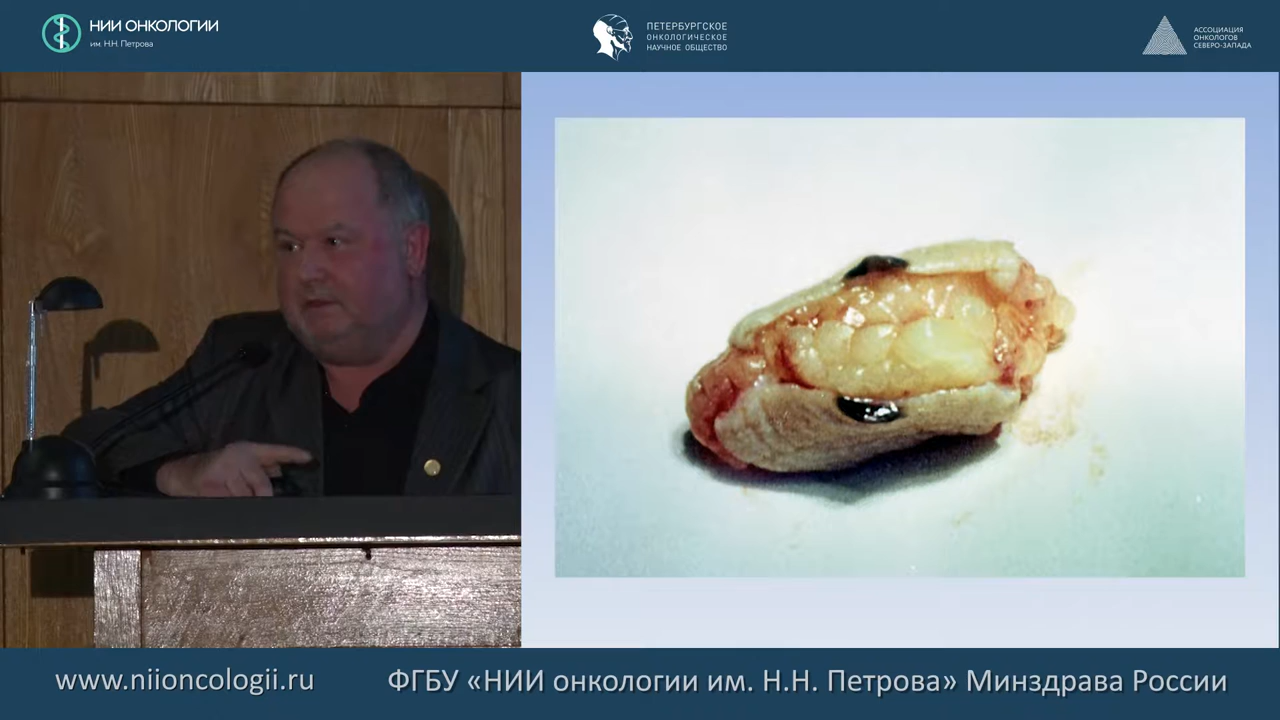 НИИ ОНКОЛОГИИ
им. Н.Н. Петрова
ПЕТЕРБУРГСКОЕ
ОНКОЛОГИЧЕСКОЕ
НАУЧНОЕ ОБЩЕСТВО
АССОЦИАЦИЯ
ОНКОЛОГОВ
СЕВЕРО-ЗАПАДА
www.niioncologii.ru
ФГБУ «НИИ онкологии им. Н.Н. Петрова» Минздрава России